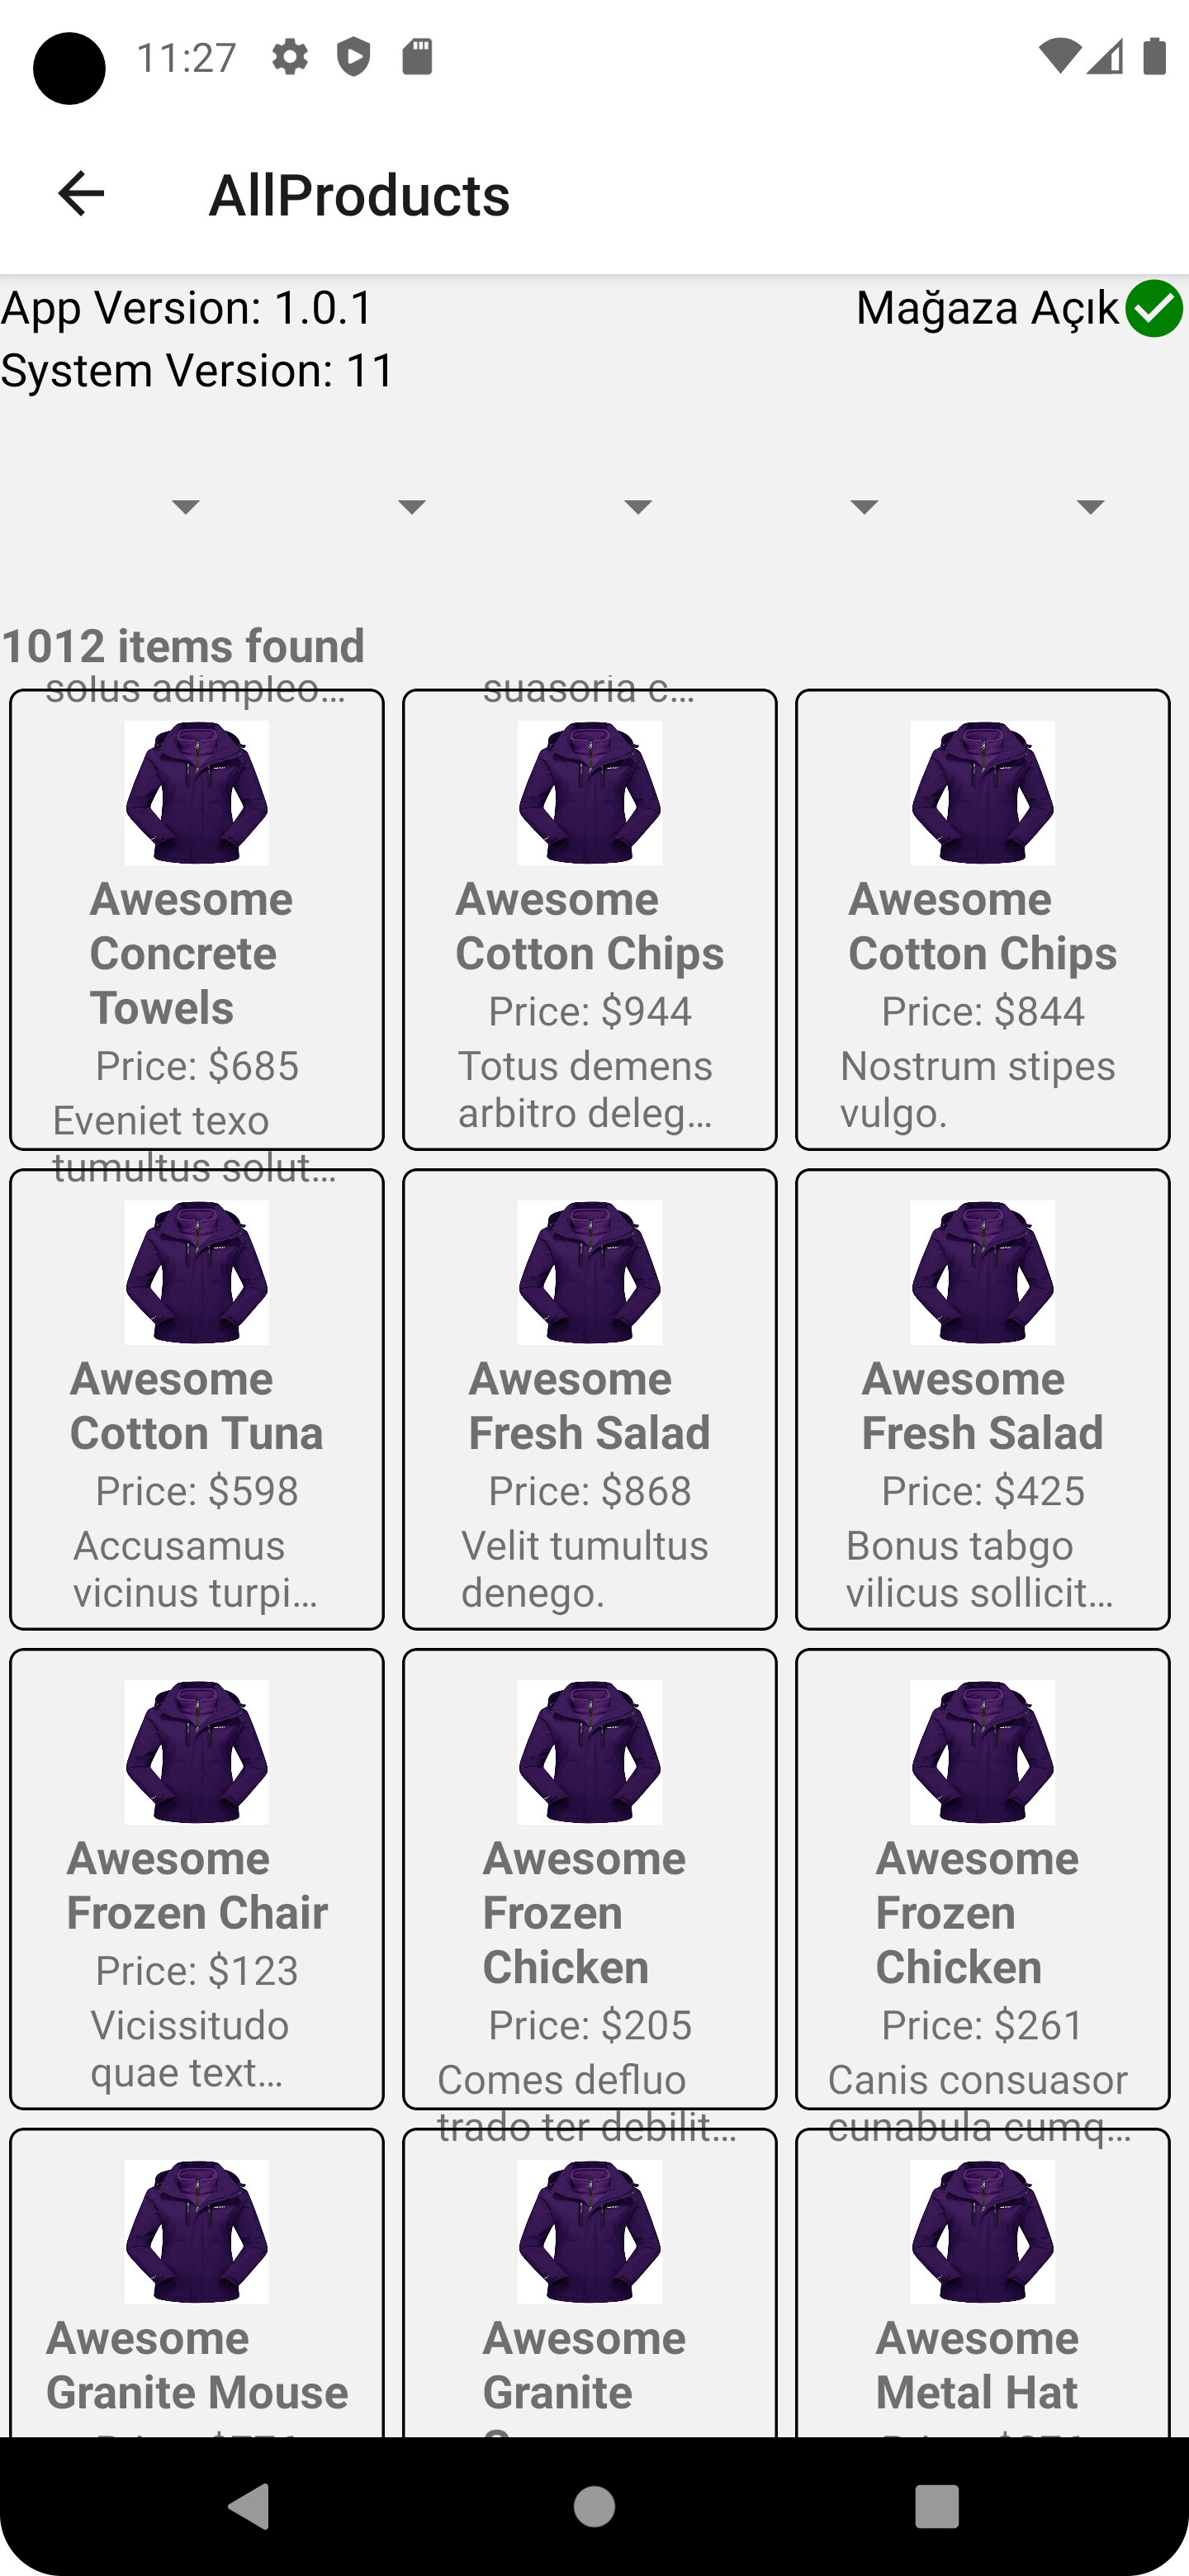 11:27
AllProducts
App Version: 1.0.1
Mağaza Açık
System Version: 11
1012 items found
solus adimpleo...
suasoria c...
Awesome
Concrete
Towels
Price: $685
Eveniet texo
tumultus solut...
Awesome
Cotton Chips
Price: $944
Totus demens
arbitro deleg...
Awesome
Cotton Chips
Price: $844
Nostrum stipes
vulgo.
Awesome
Cotton Tuna
Price: $598
Accusamus
vicinus turpi...
Awesome
Fresh Salad
Price: $868
Velit tumultus
denego.
Awesome
Fresh Salad
Price: $425
Bonus tabgo
vilicus sollicit...
Awesome
Frozen Chair
Price: $123
Vicissitudo
quae text...
Awesome
Frozen
Chicken
Price: $205
Comes defluo
trado ter debilit...
Awesome
Frozen
Chicken
Price: $261
Canis consuasor
cunabula cumq...
Awesome
Granite Mouse
Awesome
Granite
Awesome
Metal Hat